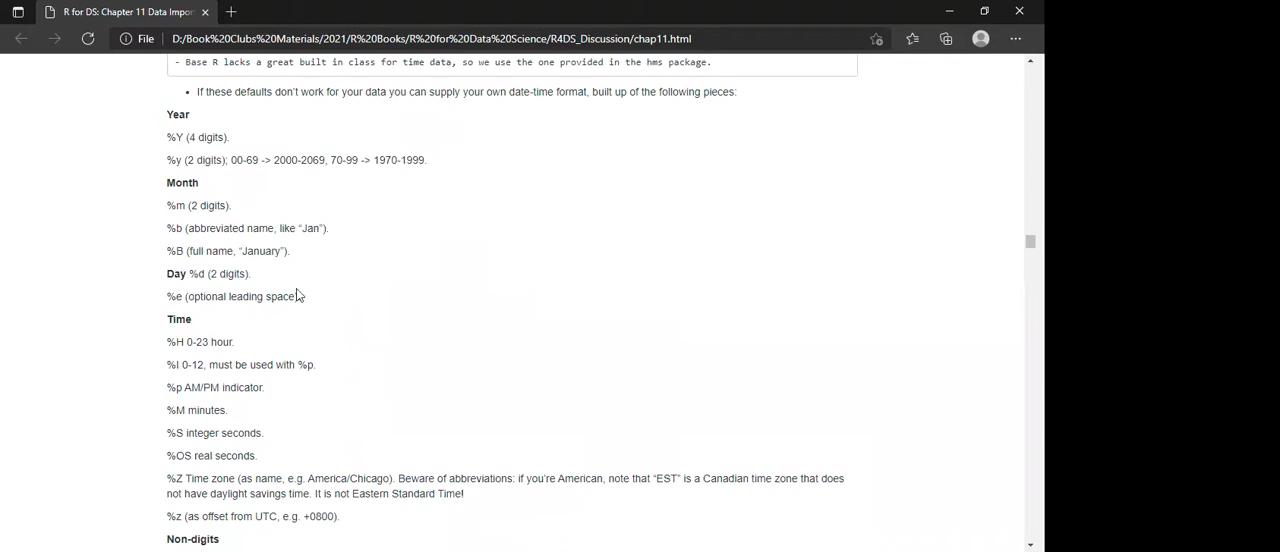 R for DS: Chapter 11 Data Impor
File
D:/Book%20Clubs%20Materials/2021/R%20Books/R%20for%20Data%20Science/R4DS_Discussion/chap11.html
- Base R lacks a great built in class for time data, so we use the one provided in the hms package.
• If these defaults don’t work for your data you can supply your own date-time format, built up of the following pieces:
Year
%Y (4 digits).
%y (2 digits); 00-69 -> 2000-2069, 70-99 -> 1970-1999.
Month
%m (2 digits).
%b (abbreviated name, like “Jan”).
%B (full name, “January”).
Day %d (2 digits).
%e (optional leading space)
Time
%H 0-23 hour.
%I 0-12, must be used with %p.
%p AM/PM indicator.
%M minutes.
%S integer seconds.
%OS real seconds.
%Z Time zone (as name, e.g. America/Chicago). Beware of abbreviations: if you’re American, note that “EST” is a Canadian time zone that does
not have daylight savings time. It is not Eastern Standard Time!
%z (as offset from UTC, e.g. +0800).
Non-digits